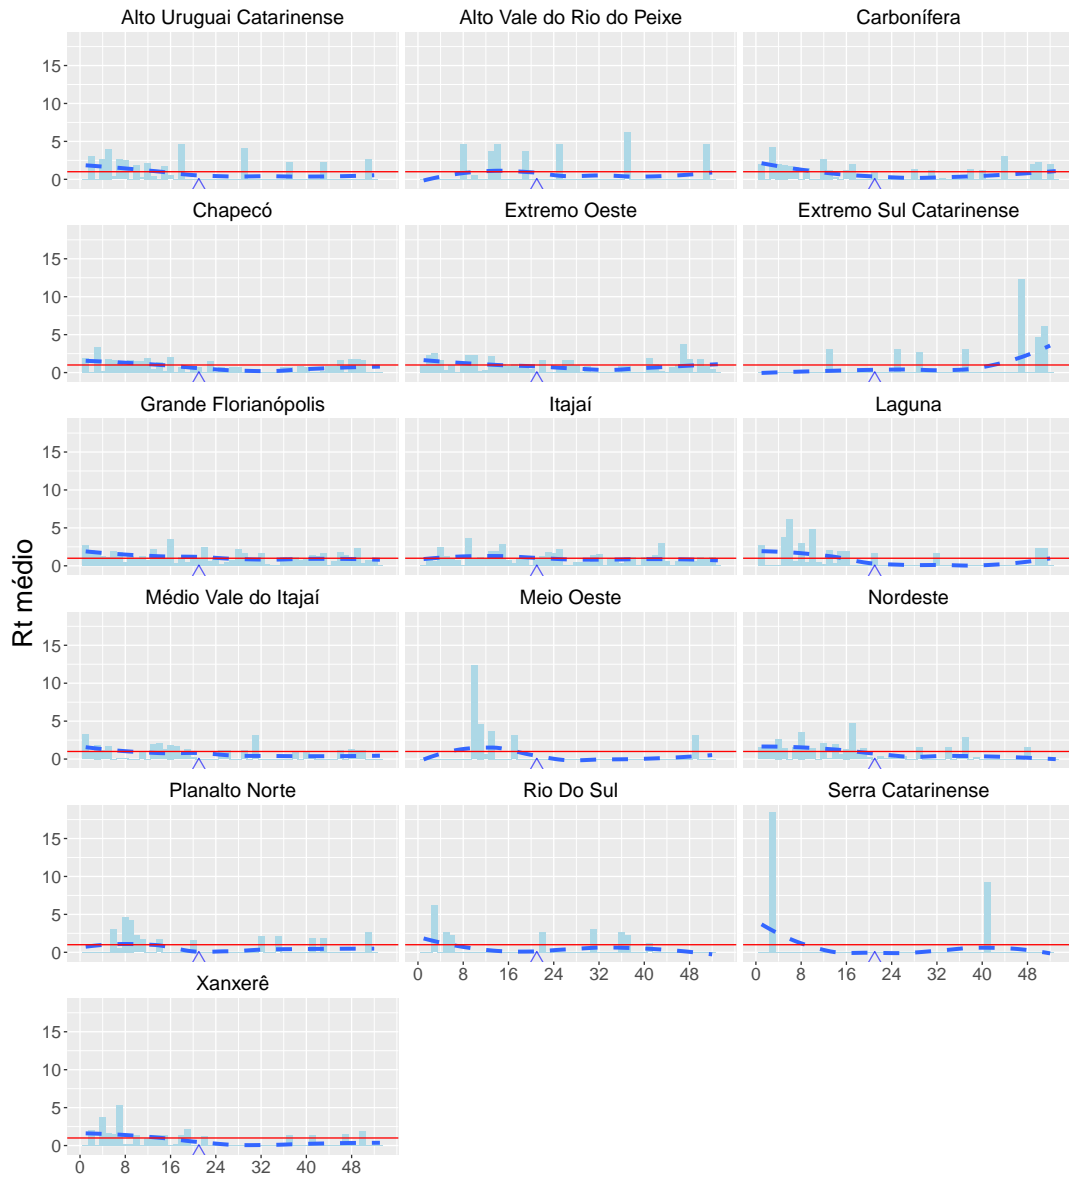 Alto Uruguai Catarinense Alto Vale do Rio do Peixe Carbonífera
15
10
5
0
Chapecó Extremo Oeste Extremo Sul Catarinense
15
10
5
0
Grande Florianópolis Itajaí Laguna
15
10
5
0
Rt médio
Médio Vale do Itajaí Meio Oeste Nordeste
15
10
5
0
Planalto Norte Rio Do Sul Serra Catarinense
15
10
5
0
0 8 16 24 32 40 48 0 8 16 24 32 40 48
Xanxerê
15
10
5
0
0 8 16 24 32 40 48